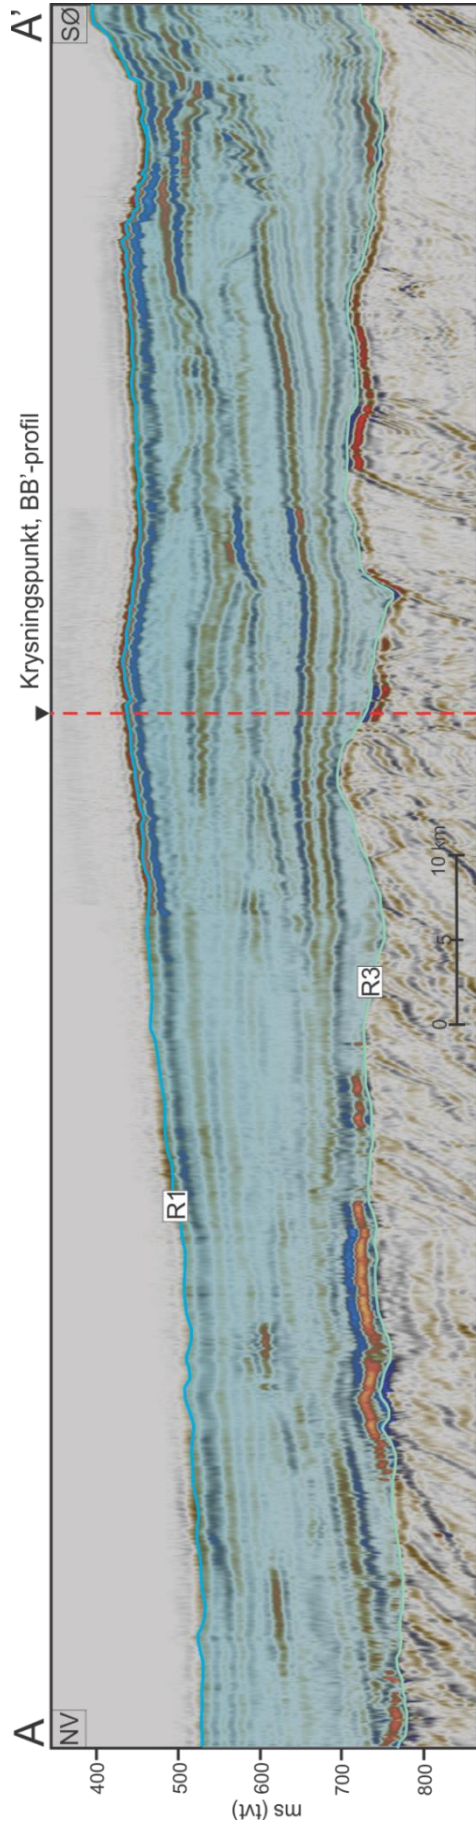 A
A'
NV
SØ
Krysningspunkt, BB'-profil
400
500
600
700
800
ms (tvt)
R1
R3
0
5
10 km